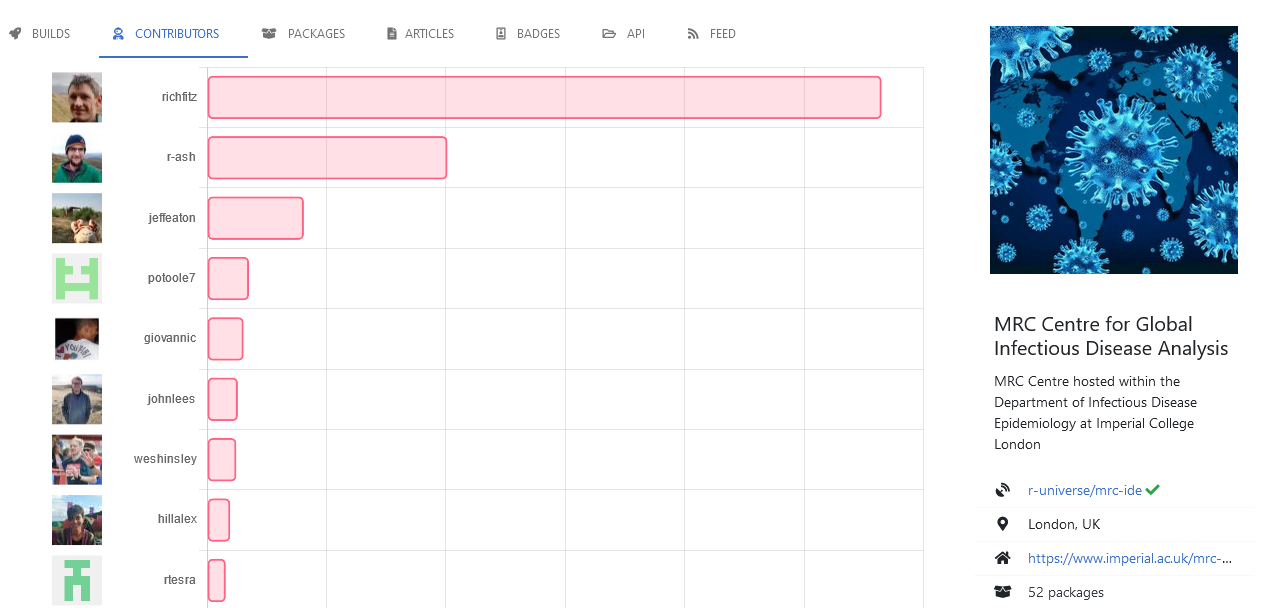 BUILDS
CONTRIBUTORS
PACKAGES
ARTICLES
BADGES
API
FEED
richfitz
r-ash
jeffeaton
potoole7
giovannic
johnlees
weshinsley
hillalex
rtesra
MRC Centre for Global
Infectious Disease Analysis
MRC Centre hosted within the
Department of Infectious Disease
Epidemiology at Imperial College
London
r-universe/mrc-ide
London, UK
https://www.imperial.ac.uk/mrc-...
52 packages